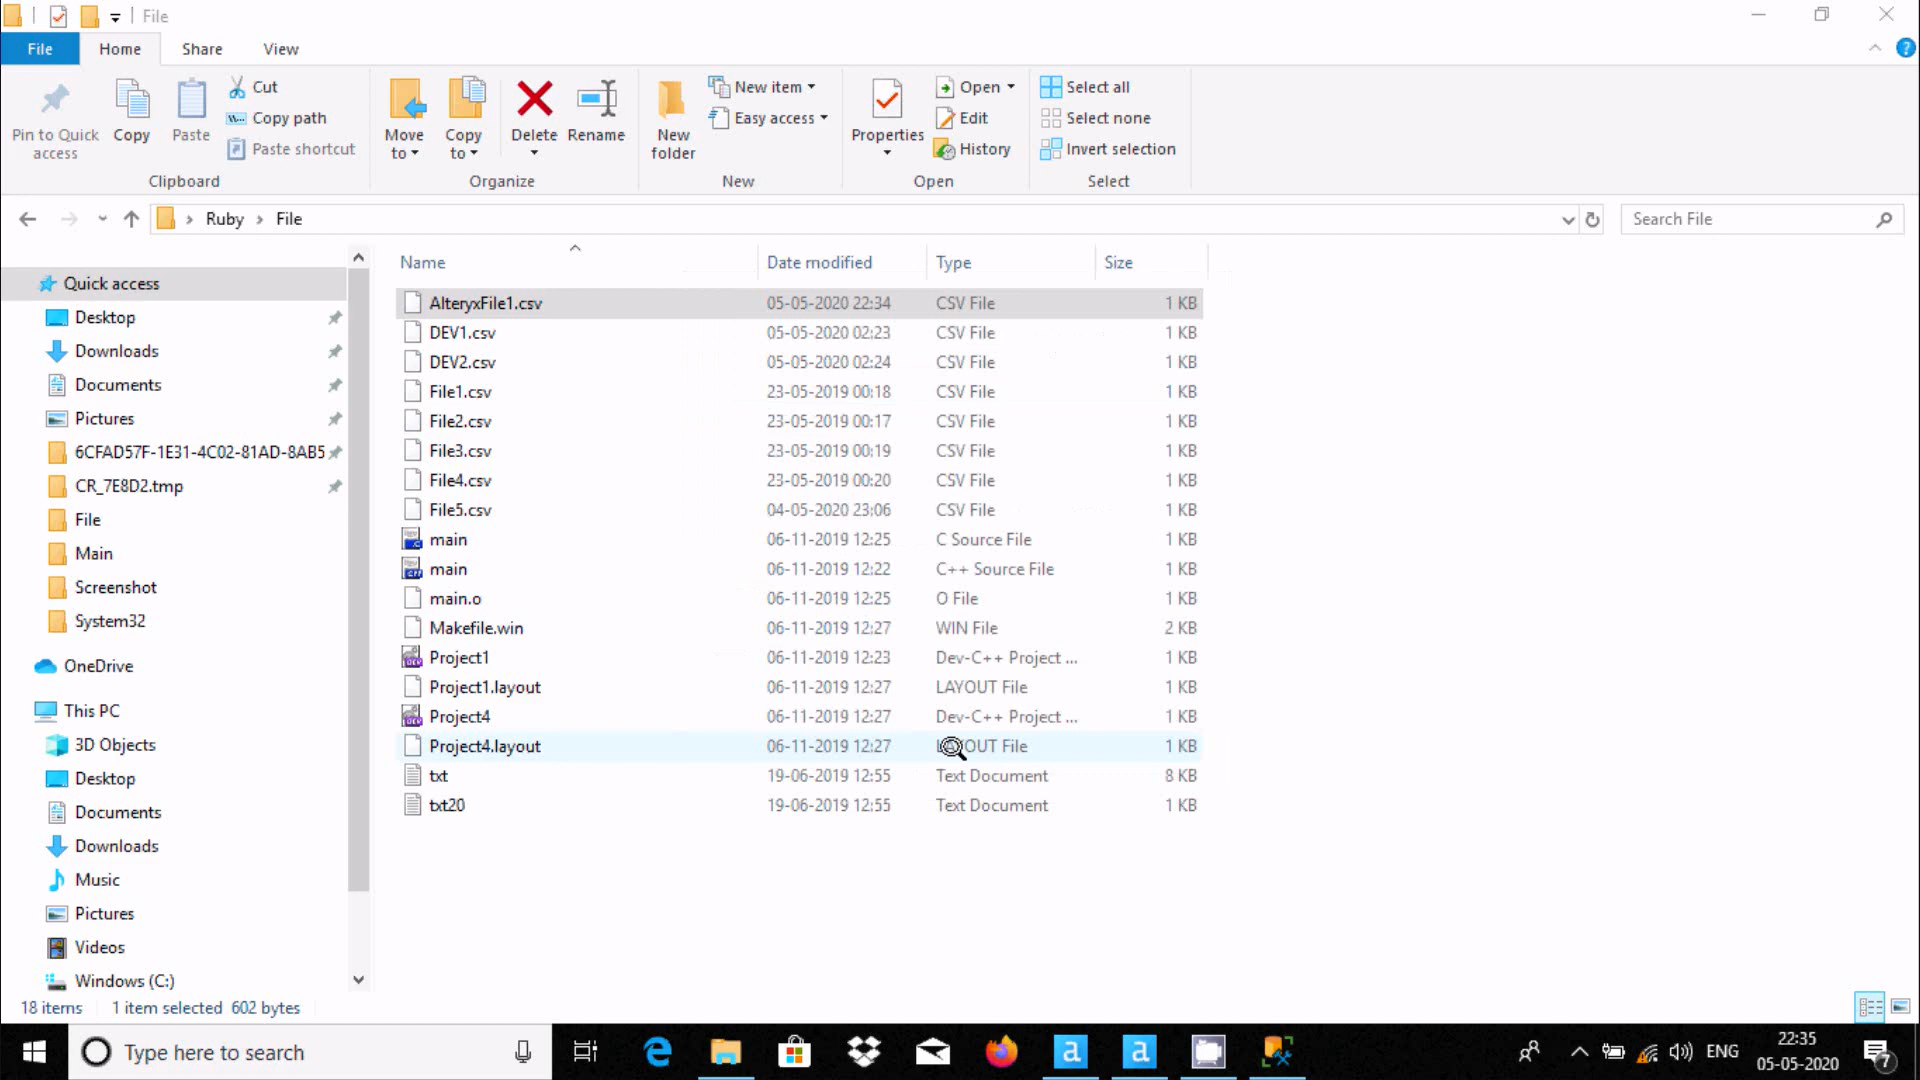 File
File
Home
Share
View
Pin to Quick access
Copy
Paste
Cut
Copy path
Paste shortcut
Clipboard
Move to
Copy to
Delete
Rename
Organize
New folder
New item
Easy access
New
Properties
Open
Edit
History
Open
Select all
Select none
Invert selection
Select
Ruby > File
Search File
Name Date modified Type Size
Quick access
Desktop
Downloads
Documents
Pictures
6CFAD57F-1E31-4C02-81AD-8AB5
CR_7E8D2.tmp
File
Main
Screenshot
System32
OneDrive
This PC
3D Objects
Desktop
Documents
Downloads
Music
Pictures
Videos
Windows (C:)
AlteryxFile1.csv 05-05-2020 22:34 CSV File 1 KB
DEV1.csv 05-05-2020 02:23 CSV File 1 KB
DEV2.csv 05-05-2020 02:24 CSV File 1 KB
File1.csv 23-05-2019 00:18 CSV File 1 KB
File2.csv 23-05-2019 00:17 CSV File 1 KB
File3.csv 23-05-2019 00:19 CSV File 1 KB
File4.csv 23-05-2019 00:20 CSV File 1 KB
File5.csv 04-05-2020 23:06 CSV File 1 KB
main 06-11-2019 12:25 C Source File 1 KB
main 06-11-2019 12:22 C++ Source File 1 KB
main.o 06-11-2019 12:25 O File 1 KB
Makefile.win 06-11-2019 12:27 WIN File 2 KB
Project1 06-11-2019 12:23 Dev-C++ Project ... 1 KB
Project1.layout 06-11-2019 12:27 LAYOUT File 1 KB
Project4 06-11-2019 12:27 Dev-C++ Project ... 1 KB
Project4.layout 06-11-2019 12:27 LAYOUT File 1 KB
txt 19-06-2019 12:55 Text Document 8 KB
txt20 19-06-2019 12:55 Text Document 1 KB
18 items 1 item selected 602 bytes
Type here to search
ENG
22:35
05-05-2020
7